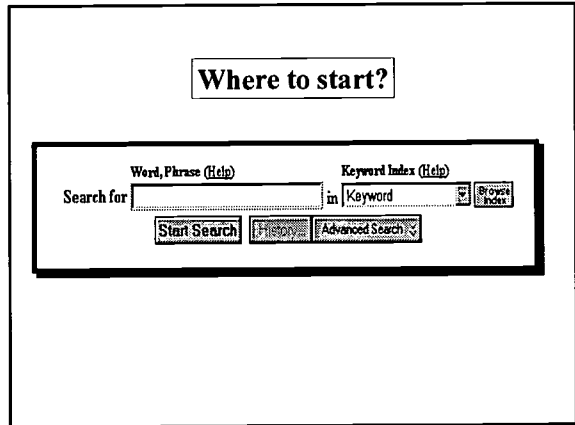 Where to start?
Word, Phrase (Help) Keyword Index (Help)
Search for in Keyword Browse Index
Start Search History... Advanced Search